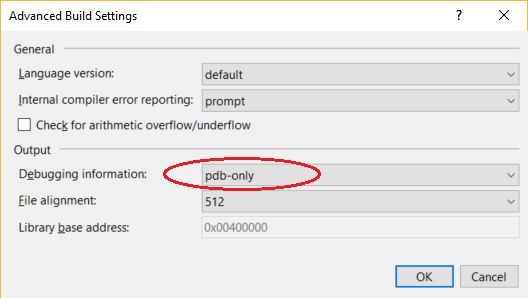 Advanced Build Settings ? ×
General
Language version: default
Internal compiler error reporting: prompt
Check for arithmetic overflow/underflow
Output
Debugging information: pdb-only
File alignment: 512
Library base address: 0x00400000
OK Cancel